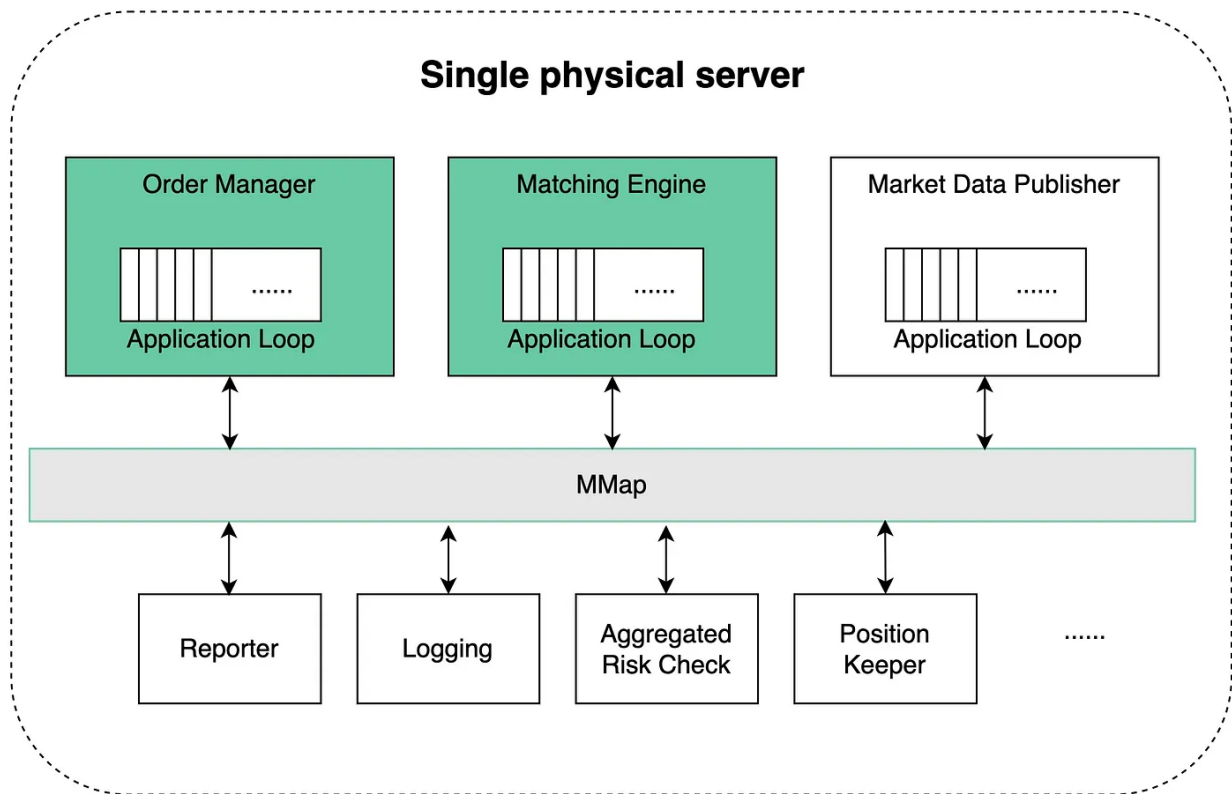 Single physical server
Order Manager
Matching Engine
Market Data Publisher
......
......
......
Application Loop
Application Loop
Application Loop
MMap
Reporter
Logging
Aggregated
Risk Check
Position
Keeper
......